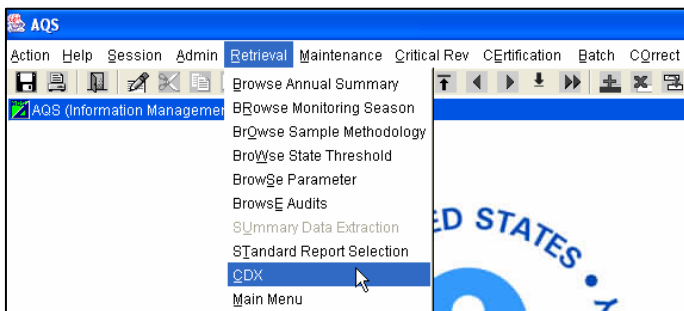 AQS
Action Help Session Admin Retrieval Maintenance Critical Rev CErtification Batch COrrect
AQS (Information Managemen
Browse Annual Summary
BRowse Monitoring Season
BrOwse Sample Methodology
BroWse State Threshold
BrowSe Parameter
BrowsE Audits
SUmmary Data Extraction
STandard Report Selection
CDX
Main Menu
ED STATES